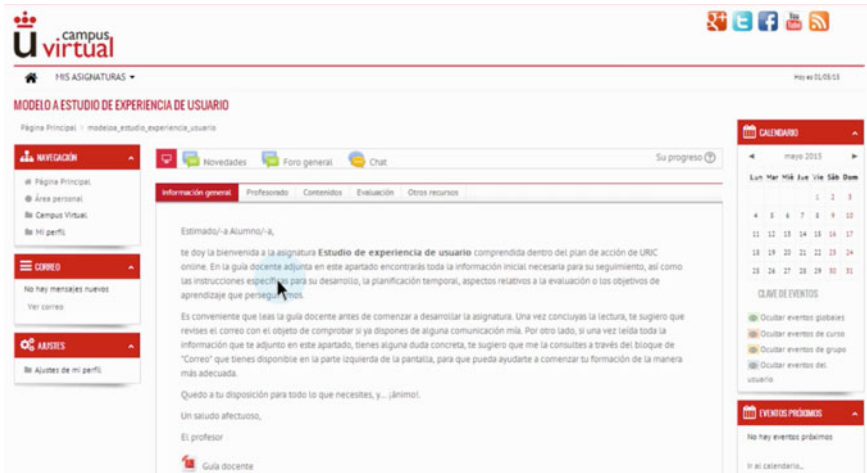 campus
u virtual
You Tube
MIS ASIGNATURAS
Hoy es 01/05/15
MODELO A ESTUDIO DE EXPERIENCIA DE USUARIO
Página Principal
modeloa_estudio_experiencia_usuario
NAVEGACIÓN
Página Principal
Área personal
Campus Virtual
Mi perfil
CORREO
No hay mensajes nuevos
Ver correo
AJUSTES
Ajustes de mi perfil
Novedades
Foro general
Chat
Su progreso
Información general
Profesorado
Contenidos
Evaluación
Otros recursos
Estimado/-a Alumno/-a,
te doy la bienvenida a la asignatura Estudio de experiencia de usuario comprendida dentro del plan de acción de URJC
online. En la guía docente adjunta en este apartado encontrarás toda la información inicial necesaria para su seguimiento, así como
las instrucciones específicas para su desarrollo, la planificación temporal, aspectos relativos a la evaluación o los objetivos de
aprendizaje que perseguimos.
Es conveniente que leas la guía docente antes de comenzar a desarrollar la asignatura. Una vez concluyas la lectura, te sugiero que
revises el correo con el objeto de comprobar si ya dispones de alguna comunicación mía. Por otro lado, si una vez leída toda la
información que te adjunto en este apartado, tienes alguna duda concreta, te sugiero que me la consultes a través del bloque de
"Correo" que tienes disponible en la parte izquierda de la pantalla, para que pueda ayudarte a comenzar tu formación de la manera
más adecuada.
Quedo a tu disposición para todo lo que necesites, y... ¡ánimo!.
Un saludo afectuoso,
El profesor
Guía docente
CALENDARIO
mayo 2015
Lun Mar Mié Jue Vie Sáb Dom
1 2 3
4 5 6 7 8 9 10
11 12 13 14 15 16 17
18 19 20 21 22 23 24
25 26 27 28 29 30 31
CLAVE DE EVENTOS
Ocultar eventos globales
Ocultar eventos de curso
Ocultar eventos de grupo
Ocultar eventos del
usuario
EVENTOS PRÓXIMOS
No hay eventos próximos
Ir al calendario...